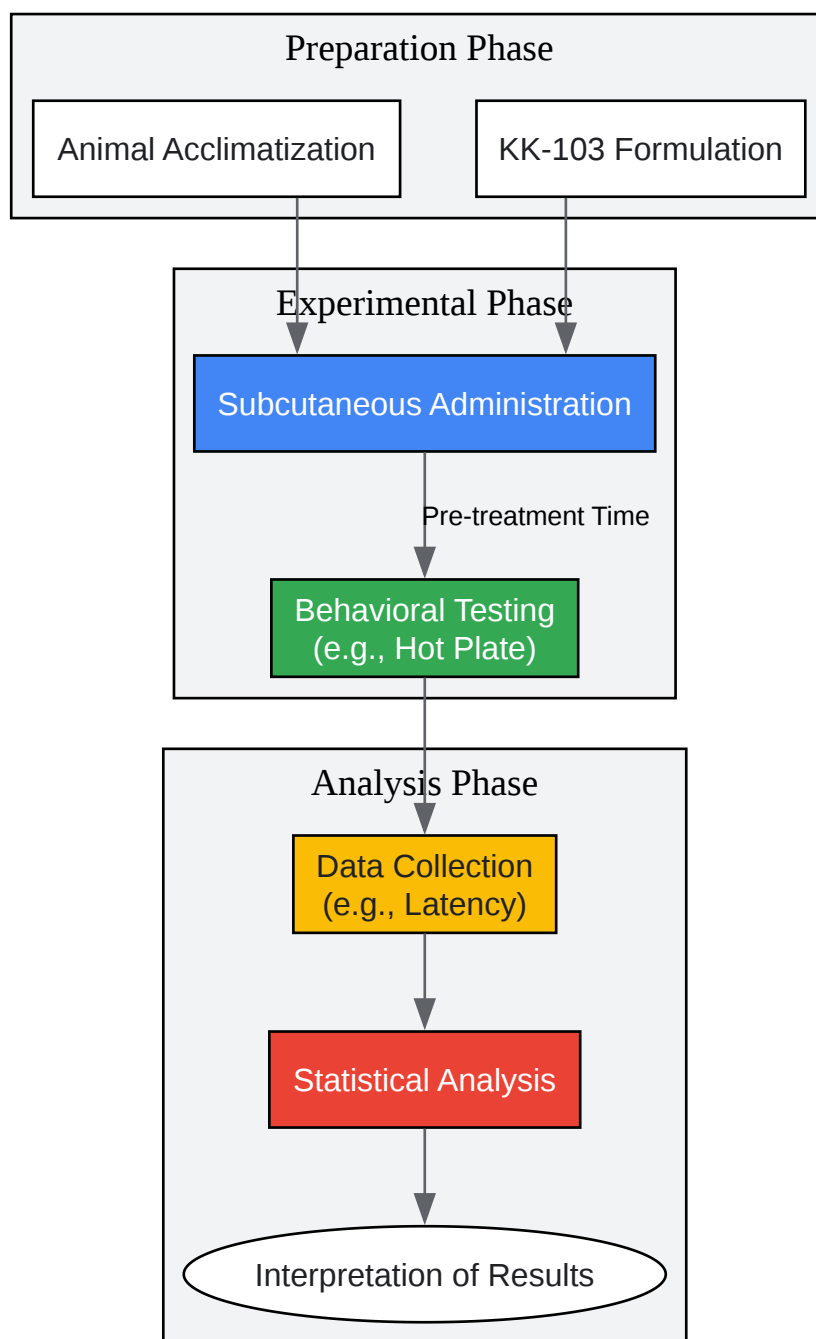 Preparation Phase
Animal Acclimatization
KK-103 Formulation
Experimental Phase
Subcutaneous Administration
Pre-treatment Time
Behavioral Testing
(e.g., Hot Plate)
Analysis Phase
Data Collection
(e.g., Latency)
Statistical Analysis
Interpretation of Results